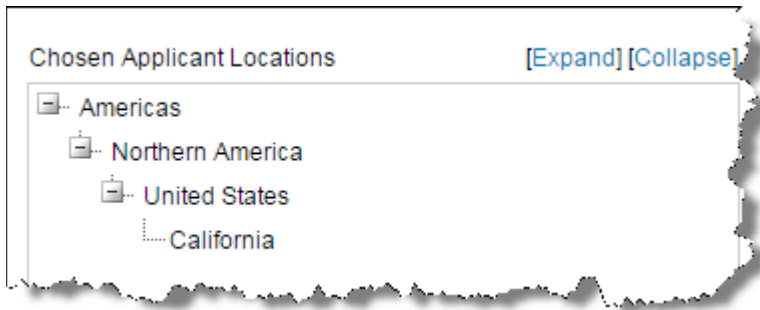 Chosen Applicant Locations [Expand] [Collapse]
Americas
Northern America
United States
California